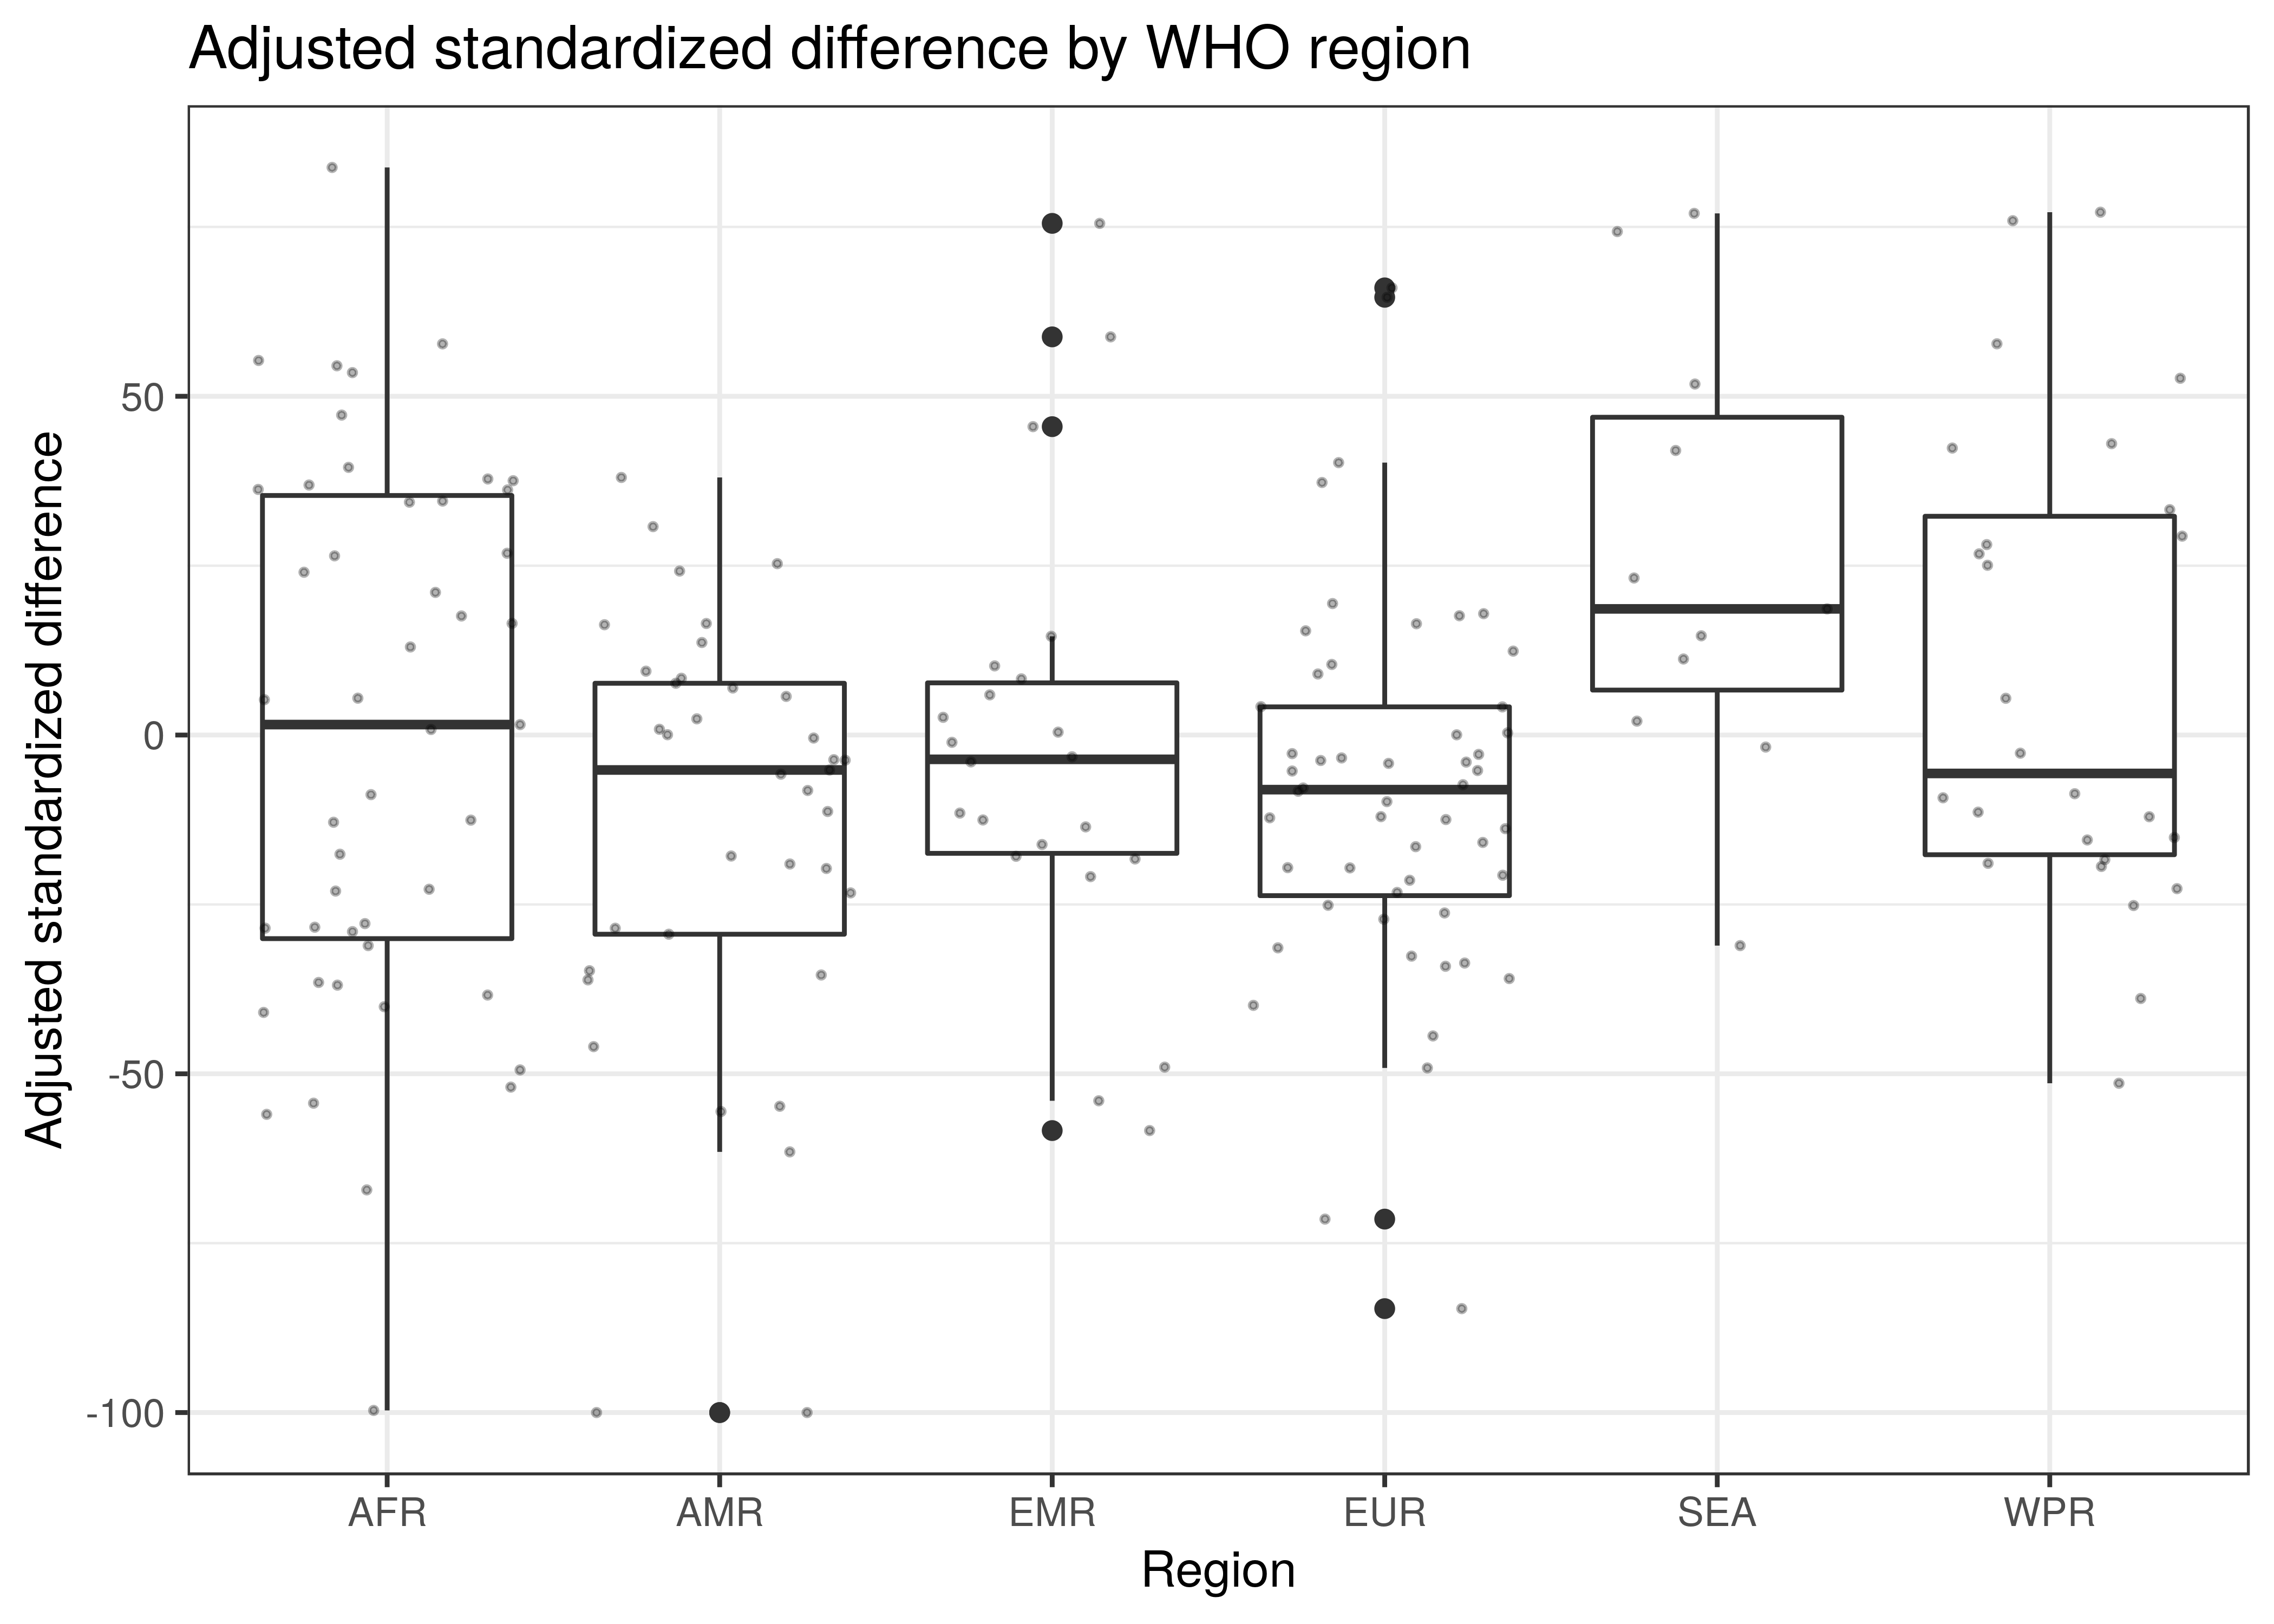 Adjusted standardized difference by WHO region
Adjusted standardized difference
50
0
-50
-100
AFR AMR EMR EUR SEA WPR
Region